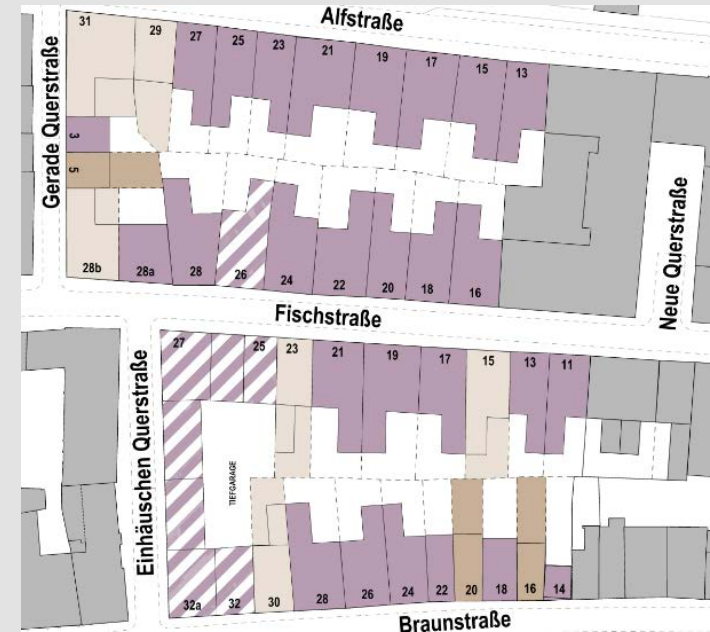 Alfstraße
31 29 27 25 23 21 19 17 15 13
Gerade Querstraße
3
5
Neue Querstraße
28b 28a 28 26 24 22 20 18 16
Fischstraße
27 25 23 21 19 17 15 13 11
Einhäuschen Querstraße
TIEFGARAGE
32a 32 30 28 26 24 22 20 18 16 14
Braunstraße